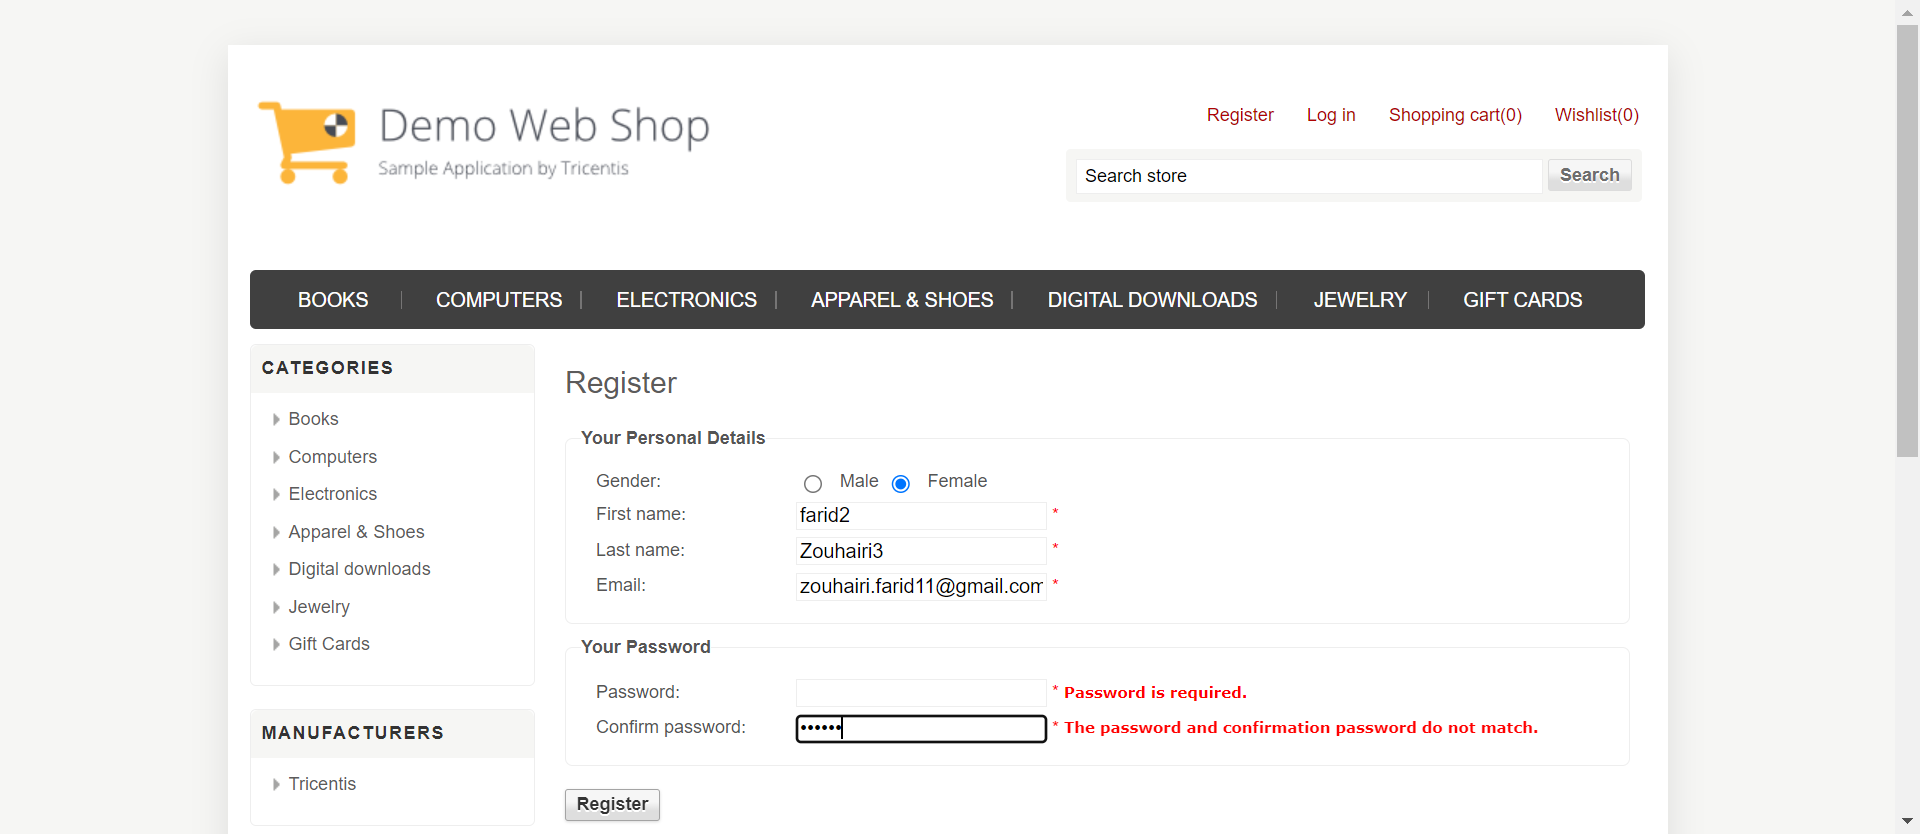 Demo Web Shop
Sample Application by Tricentis
Register Log in Shopping cart(0) Wishlist(0)
Search store Search
BOOKS COMPUTERS ELECTRONICS APPAREL & SHOES DIGITAL DOWNLOADS JEWELRY GIFT CARDS
CATEGORIES
Books
Computers
Electronics
Apparel & Shoes
Digital downloads
Jewelry
Gift Cards
MANUFACTURERS
Tricentis
Register
Your Personal Details
Gender: Male Female
First name: farid2 *
Last name: Zouhairi3 *
Email: zouhairi.farid11@gmail.com *
Your Password
Password: * Password is required.
Confirm password: •••••• * The password and confirmation password do not match.
Register